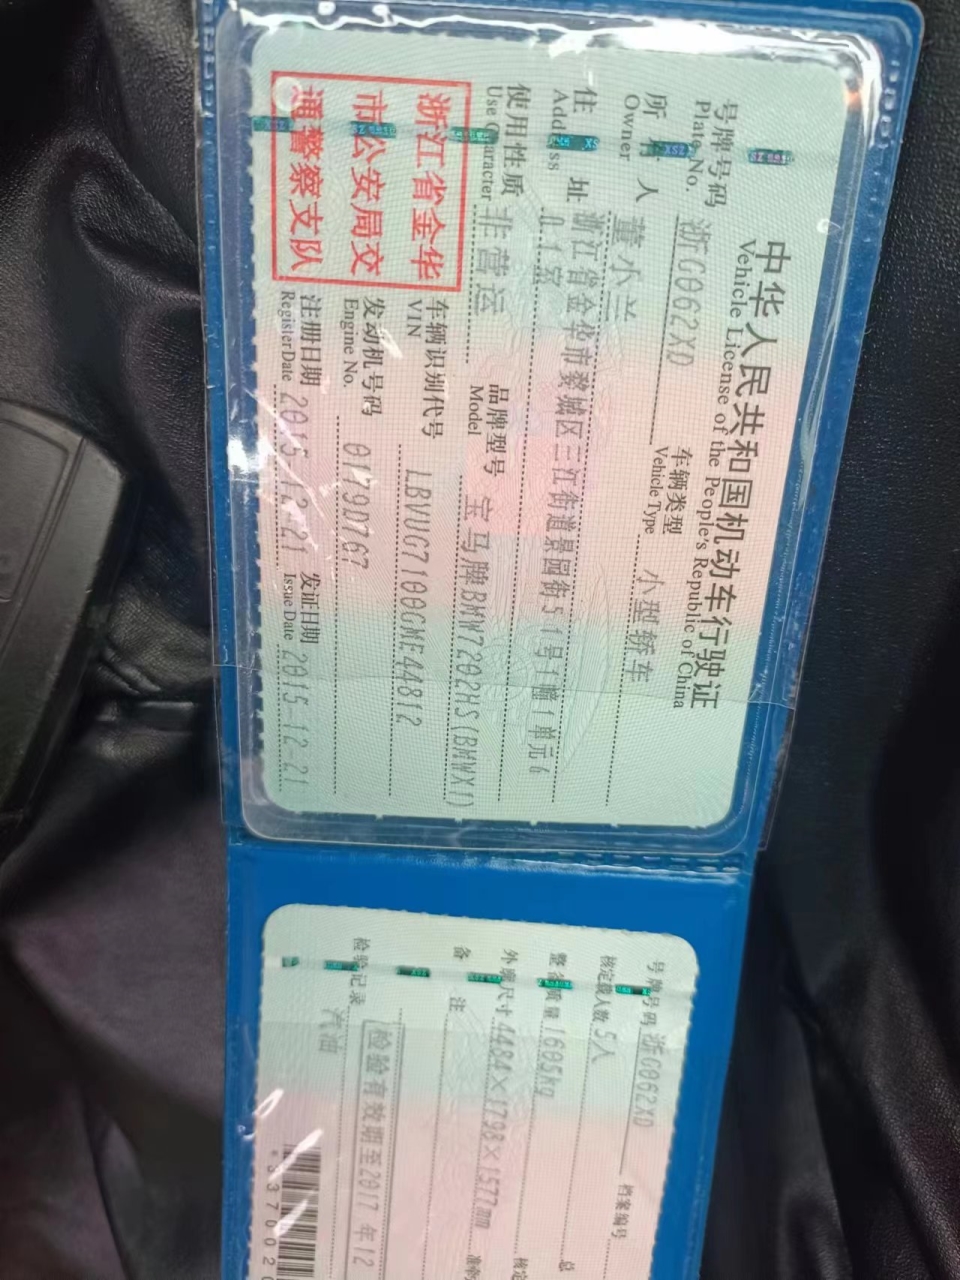 中华人民共和国机动车行驶证
Vehicle License of the People's Republic of China
号牌号码 浙G062XD 车辆类型 小型轿车
Plate No. Vehicle Type
所有人 董小兰
Owner
住址 浙江省金华市婺城区三江街道景园街51号1幢1单元6
Address 01室
使用性质 非营运 品牌型号 宝马牌BMW7202HS(BMWX1)
Use Character Model
浙江省金华
市公安局交
通警察支队
车辆识别代号 LBVUG7100GME44812
VIN
发动机号码 0179D767
Engine No.
注册日期 2015-12-21 发证日期 2015-12-21
Register Date Issue Date
号牌号码 浙G062XD 档案编号
核定载人数 5人 总
整备质量 1605kg 核定
外廓尺寸 4484×1798×1577mm 准牵
备注
检验有效期至2017年12
检验记录 汽油
*3370020